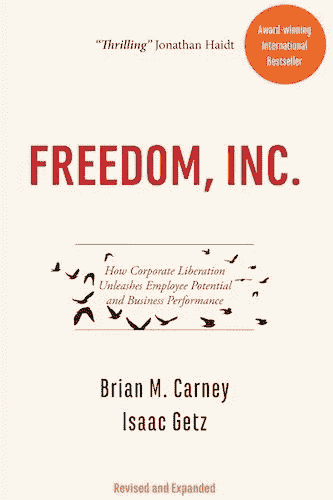 "Thrilling" Jonathan Haidt
Award-winning
International
Bestseller
FREEDOM, INC.
How Corporate Liberation
Unleashes Employee Potential
and Business Performance
Brian M. Carney
Isaac Getz
Revised and Expanded